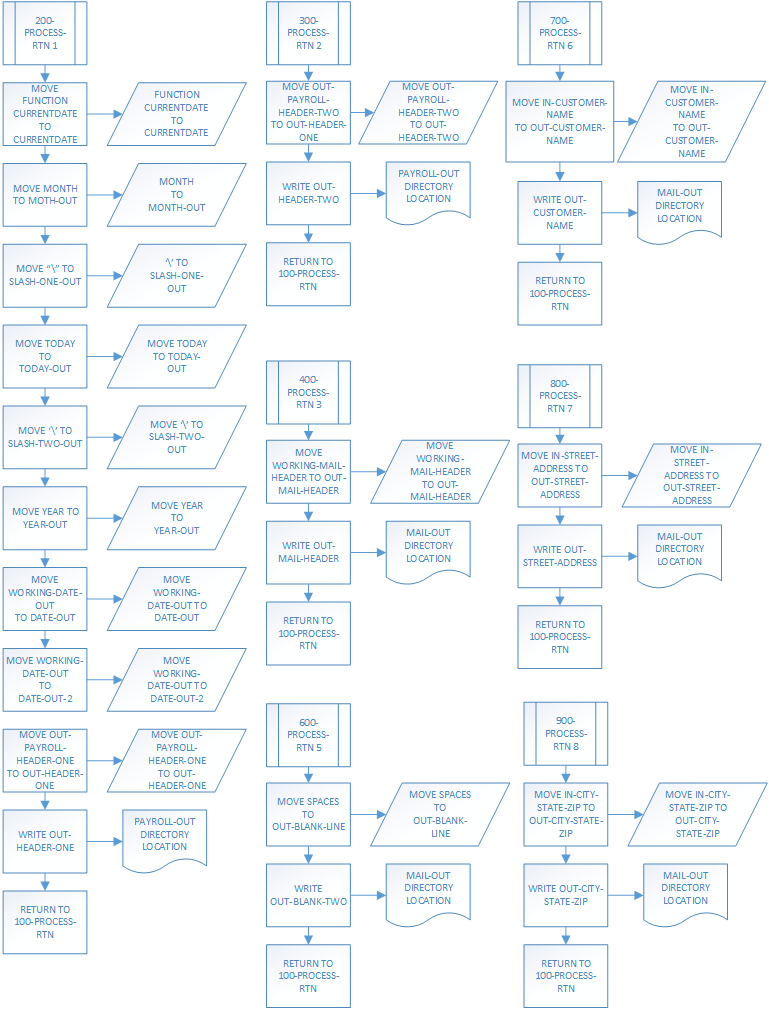 200-
PROCESS-
RTN 1
MOVE
FUNCTION
CURRENTDATE
TO
CURRENTDATE
FUNCTION
CURRENTDATE
TO
CURRENTDATE
MOVE MONTH
TO MOTH-OUT
MONTH
TO
MONTH-OUT
MOVE “\” TO
SLASH-ONE-OUT
‘\’ TO
SLASH-ONE-
OUT
MOVE TODAY
TO
TODAY-OUT
MOVE TODAY
TO TODAY-
OUT
MOVE ‘\’ TO
SLASH-TWO-OUT
MOVE ‘\’ TO
SLASH-TWO-
OUT
MOVE YEAR TO
YEAR-OUT
MOVE YEAR
TO
YEAR-OUT
MOVE
WORKING-DATE-
OUT
TO DATE-OUT
MOVE
WORKING-
DATE-OUT TO
DATE-OUT
MOVE WORKING-
DATE-OUT
TO
DATE-OUT-2
MOVE
WORKING-
DATE-OUT TO
DATE-OUT-2
MOVE OUT-
PAYROLL-
HEADER-ONE
TO OUT-HEADER-
ONE
MOVE OUT-
PAYROLL-
HEADER-ONE
TO OUT-
HEADER-ONE
WRITE OUT-
HEADER-ONE
PAYROLL-OUT
DIRECTORY
LOCATION
RETURN TO
100-PROCESS-
RTN
300-
PROCESS-
RTN 2
MOVE OUT-
PAYROLL-
HEADER-TWO
TO OUT-HEADER-
ONE
MOVE OUT-
PAYROLL-
HEADER-TWO
TO OUT-
HEADER-TWO
WRITE OUT-
HEADER-TWO
PAYROLL-OUT
DIRECTORY
LOCATION
RETURN TO
100-PROCESS-
RTN
400-
PROCESS-
RTN 3
MOVE
WORKING-MAIL-
HEADER TO OUT-
MAIL-HEADER
MOVE
WORKING-
MAIL-HEADER
TO OUT-
MAIL-HEADER
WRITE OUT-
MAIL-HEADER
MAIL-OUT
DIRECTORY
LOCATION
RETURN TO
100-PROCESS-
RTN
600-
PROCESS-
RTN 5
MOVE SPACES
TO
OUT-BLANK-LINE
MOVE SPACES
TO
OUT-BLANK-
LINE
WRITE
OUT-BLANK-TWO
MAIL-OUT
DIRECTORY
LOCATION
RETURN TO
100-PROCESS-
RTN
700-
PROCESS-
RTN 6
MOVE IN-CUSTOMER-
NAME
TO OUT-CUSTOMER-
NAME
MOVE IN-
CUSTOMER-
NAME
TO OUT-
CUSTOMER-
NAME
WRITE OUT-
CUSTOMER-
NAME
MAIL-OUT
DIRECTORY
LOCATION
RETURN TO
100-PROCESS-
RTN
800-
PROCESS-
RTN 7
MOVE IN-STREET-
ADDRESS TO
OUT-STREET-
ADDRESS
MOVE IN-
STREET-
ADDRESS TO
OUT-STREET-
ADDRESS
WRITE OUT-
STREET-ADDRESS
MAIL-OUT
DIRECTORY
LOCATION
RETURN TO
100-PROCESS-
RTN
900-
PROCESS-
RTN 8
MOVE IN-CITY-
STATE-ZIP TO
OUT-CITY-STATE-
ZIP
MOVE IN-CITY-
STATE-ZIP TO
OUT-CITY-
STATE-ZIP
WRITE OUT-CITY-
STATE-ZIP
MAIL-OUT
DIRECTORY
LOCATION
RETURN TO
100-PROCESS-
RTN